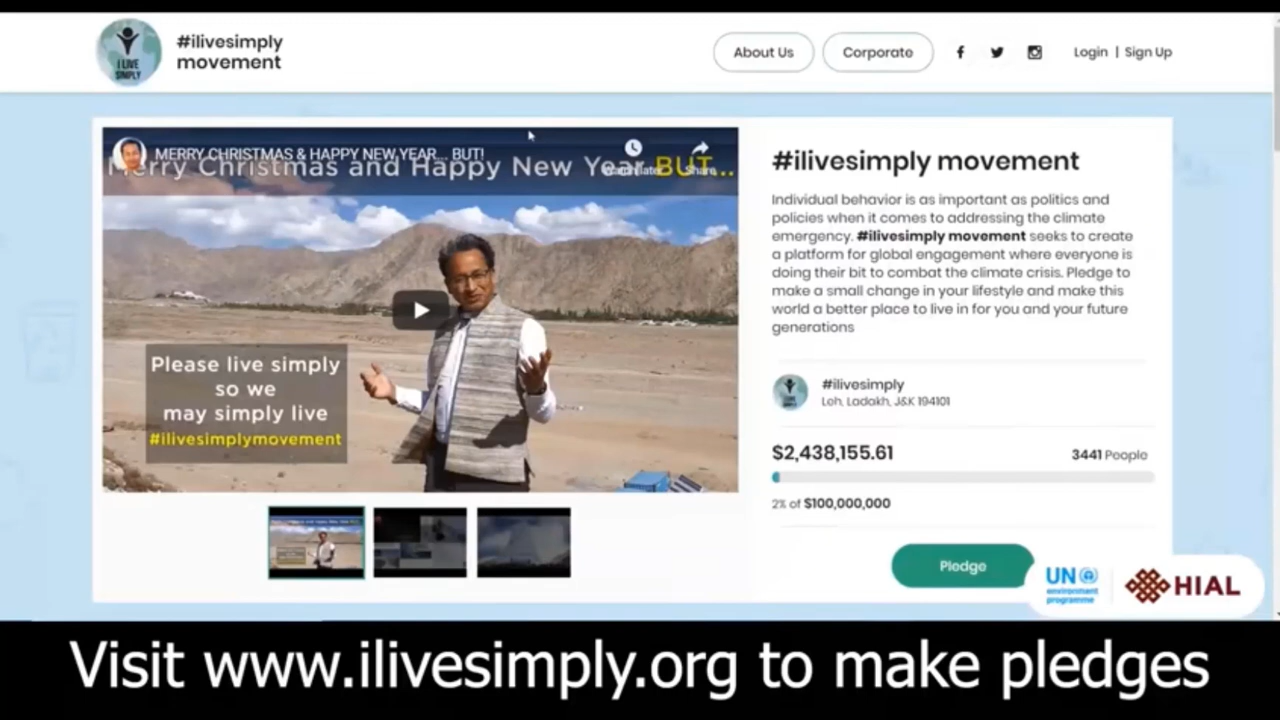 I LIVE
SIMPLY
#ilivesimply
movement
About Us
Corporate
Login | Sign Up
MERRY CHRISTMAS & HAPPY NEW YEAR... BUT!
Merry Christmas and Happy New Year BUT...
Watch later
Share
Please live simply
so we
may simply live
#ilivesimplymovement
#ilivesimply movement
Individual behavior is as important as politics and
policies when it comes to addressing the climate
emergency. #ilivesimply movement seeks to create
a platform for global engagement where everyone is
doing their bit to combat the climate crisis. Pledge to
make a small change in your lifestyle and make this
world a better place to live in for you and your future
generations
#ilivesimply
Leh, Ladakh, J&K 194101
$2,438,155.61
3441 People
2% of $100,000,000
Pledge
UN
environment
programme
HIAL
Visit www.ilivesimply.org to make pledges